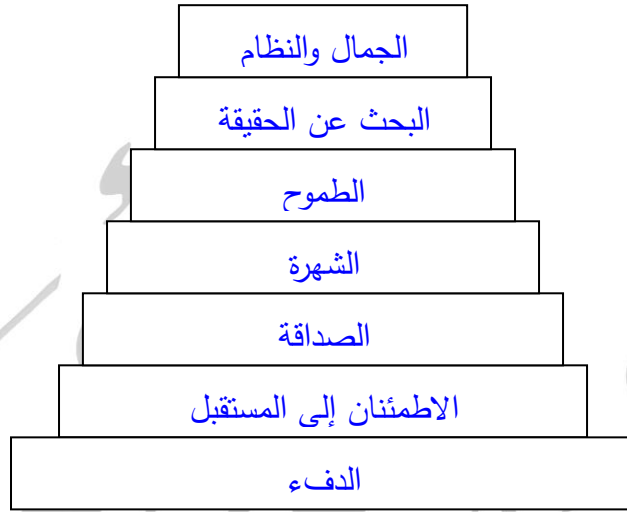 الجمال والنظام
البحث عن الحقيقة
الطموح
الشهرة
الصداقة
الاطمئنان إلى المستقبل
الدفء